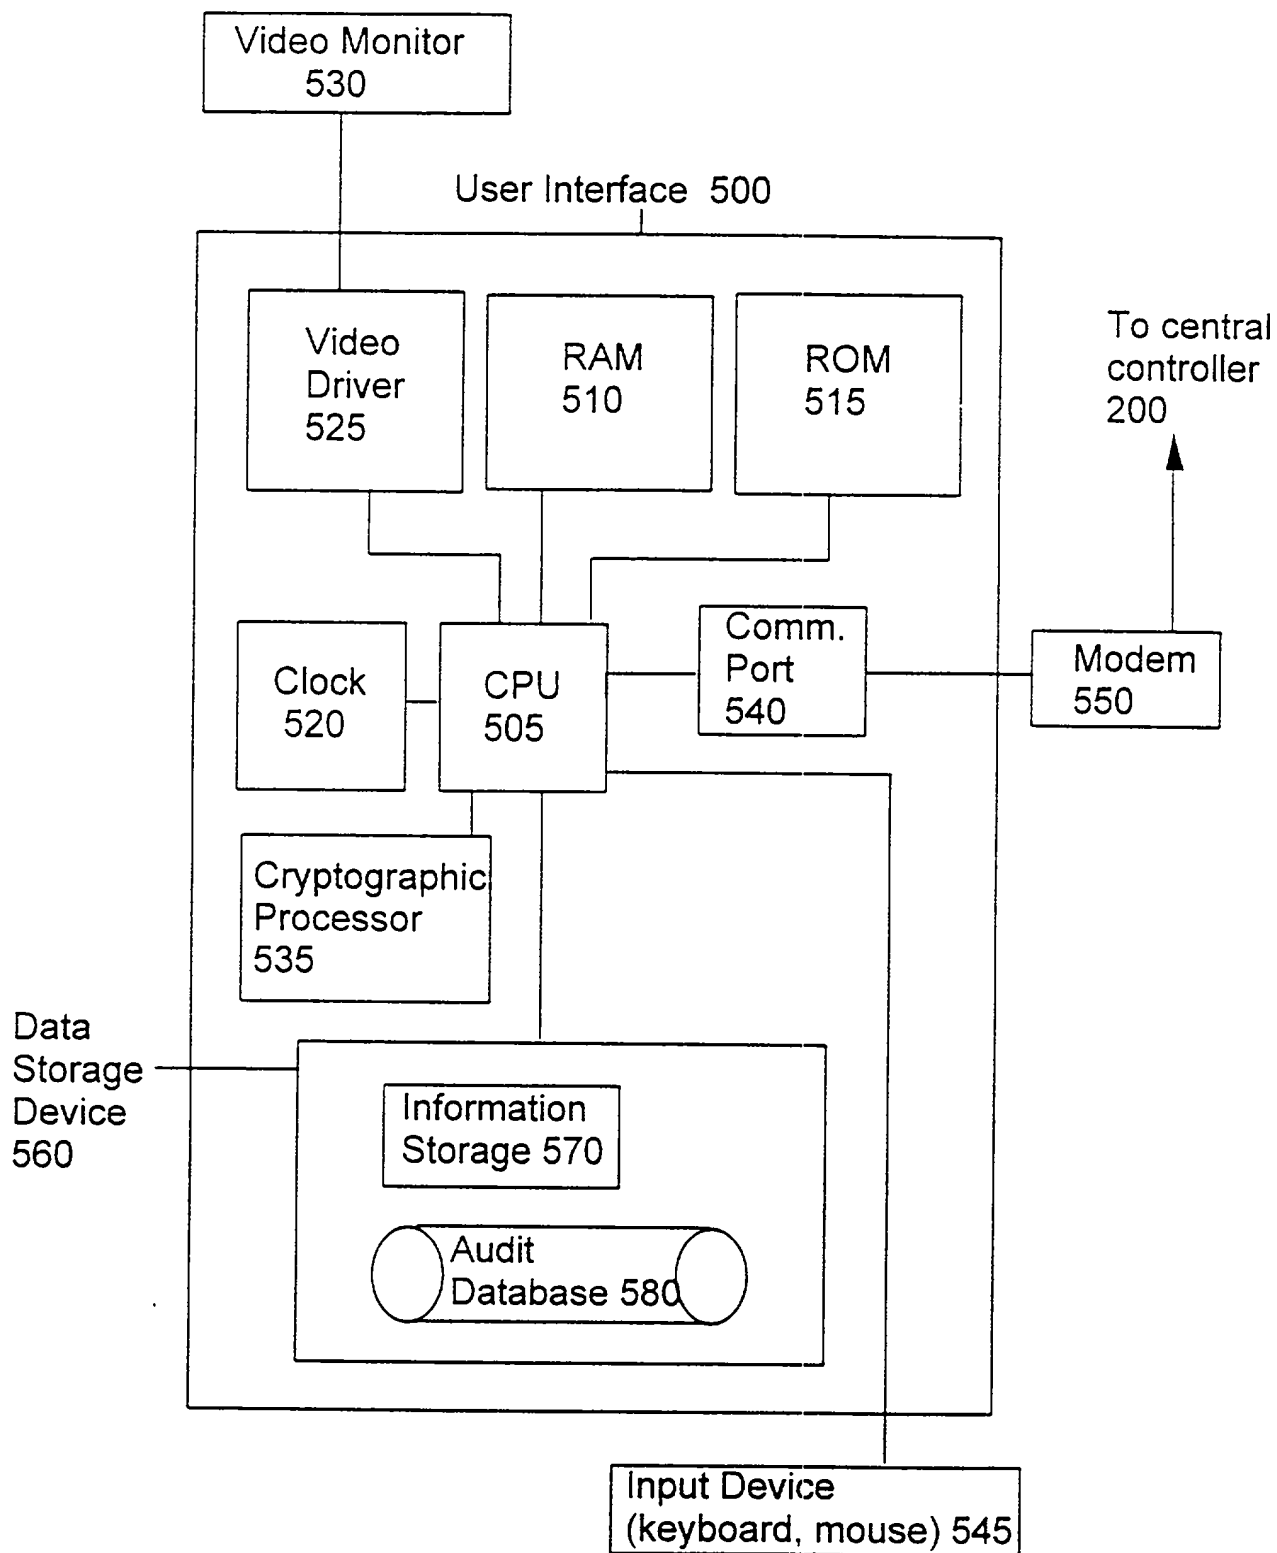 Video Monitor
530
User Interface 500
Video
Driver
525
RAM
510
ROM
515
To central
controller
200
Clock
520
CPU
505
Comm.
Port
540
Modem
550
Cryptographic
Processor
535
Data
Storage
Device
560
Information
Storage 570
Audit
Database 580
Input Device
(keyboard, mouse) 545